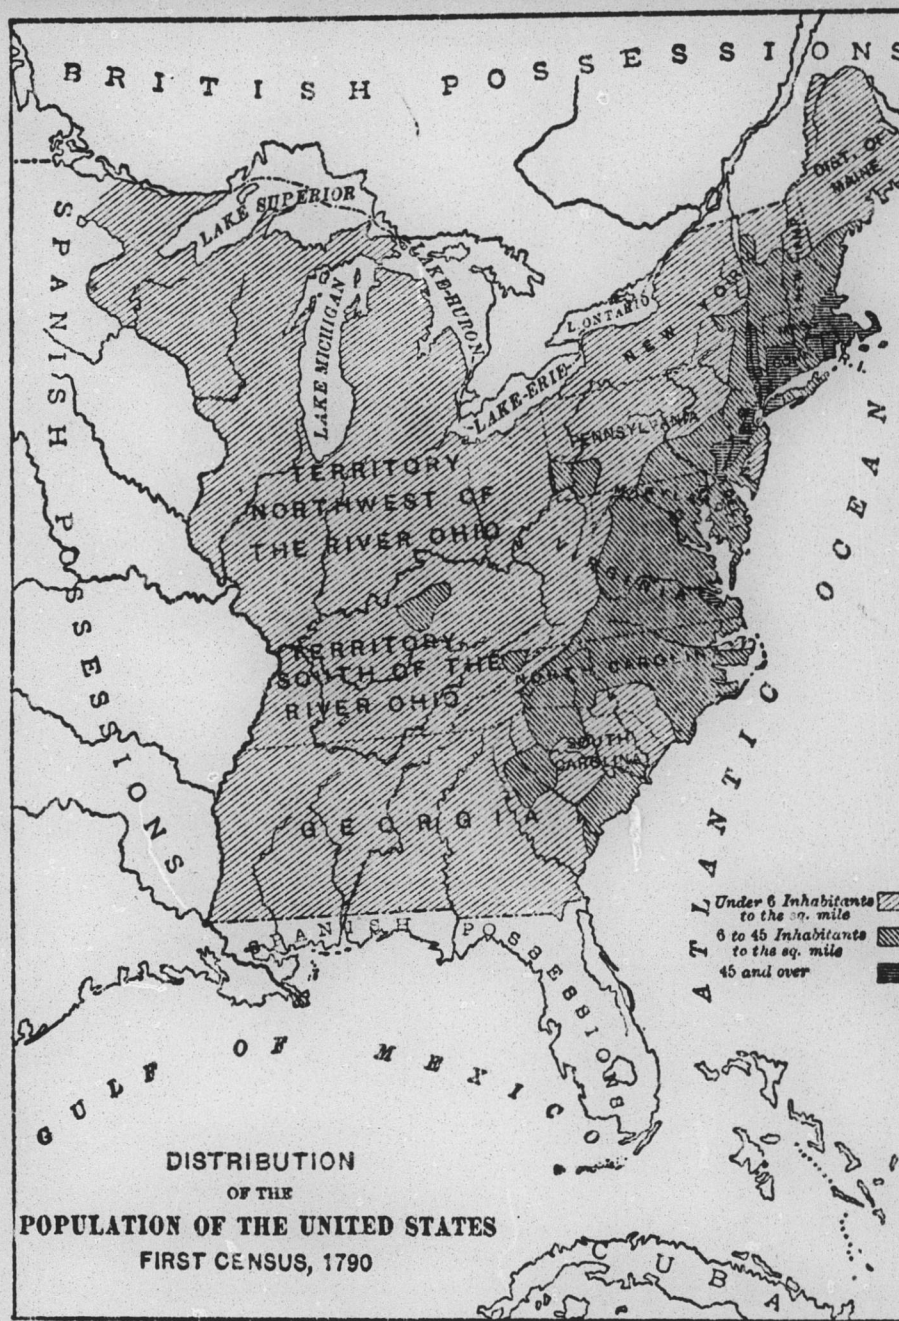 BRITISH POSSESSIONS
DIST. OF
MAINE
LAKE SUPERIOR
SPANISH POSSESSIONS
LAKE MICHIGAN
KE-HURON
L.ONTARIO
LAKE-ERIE-
NEW YORK
R.I.
PENNSYLVANIA
TERRITORY
NORTHWEST OF
THE RIVER OHIO
TERRITORY
SOUTH OF THE
RIVER OHIO
NORTH CAROLINA
SOUTH
CAROLINA
GEORGIA
ATLANTIC OCEAN
Under 6 Inhabitants
to the sq. mile
6 to 45 Inhabitants
to the sq. mile
45 and over
SPANISH POSSESSIONS
GULF OF MEXICO
DISTRIBUTION
OF THE
POPULATION OF THE UNITED STATES
FIRST CENSUS, 1790
CUBA